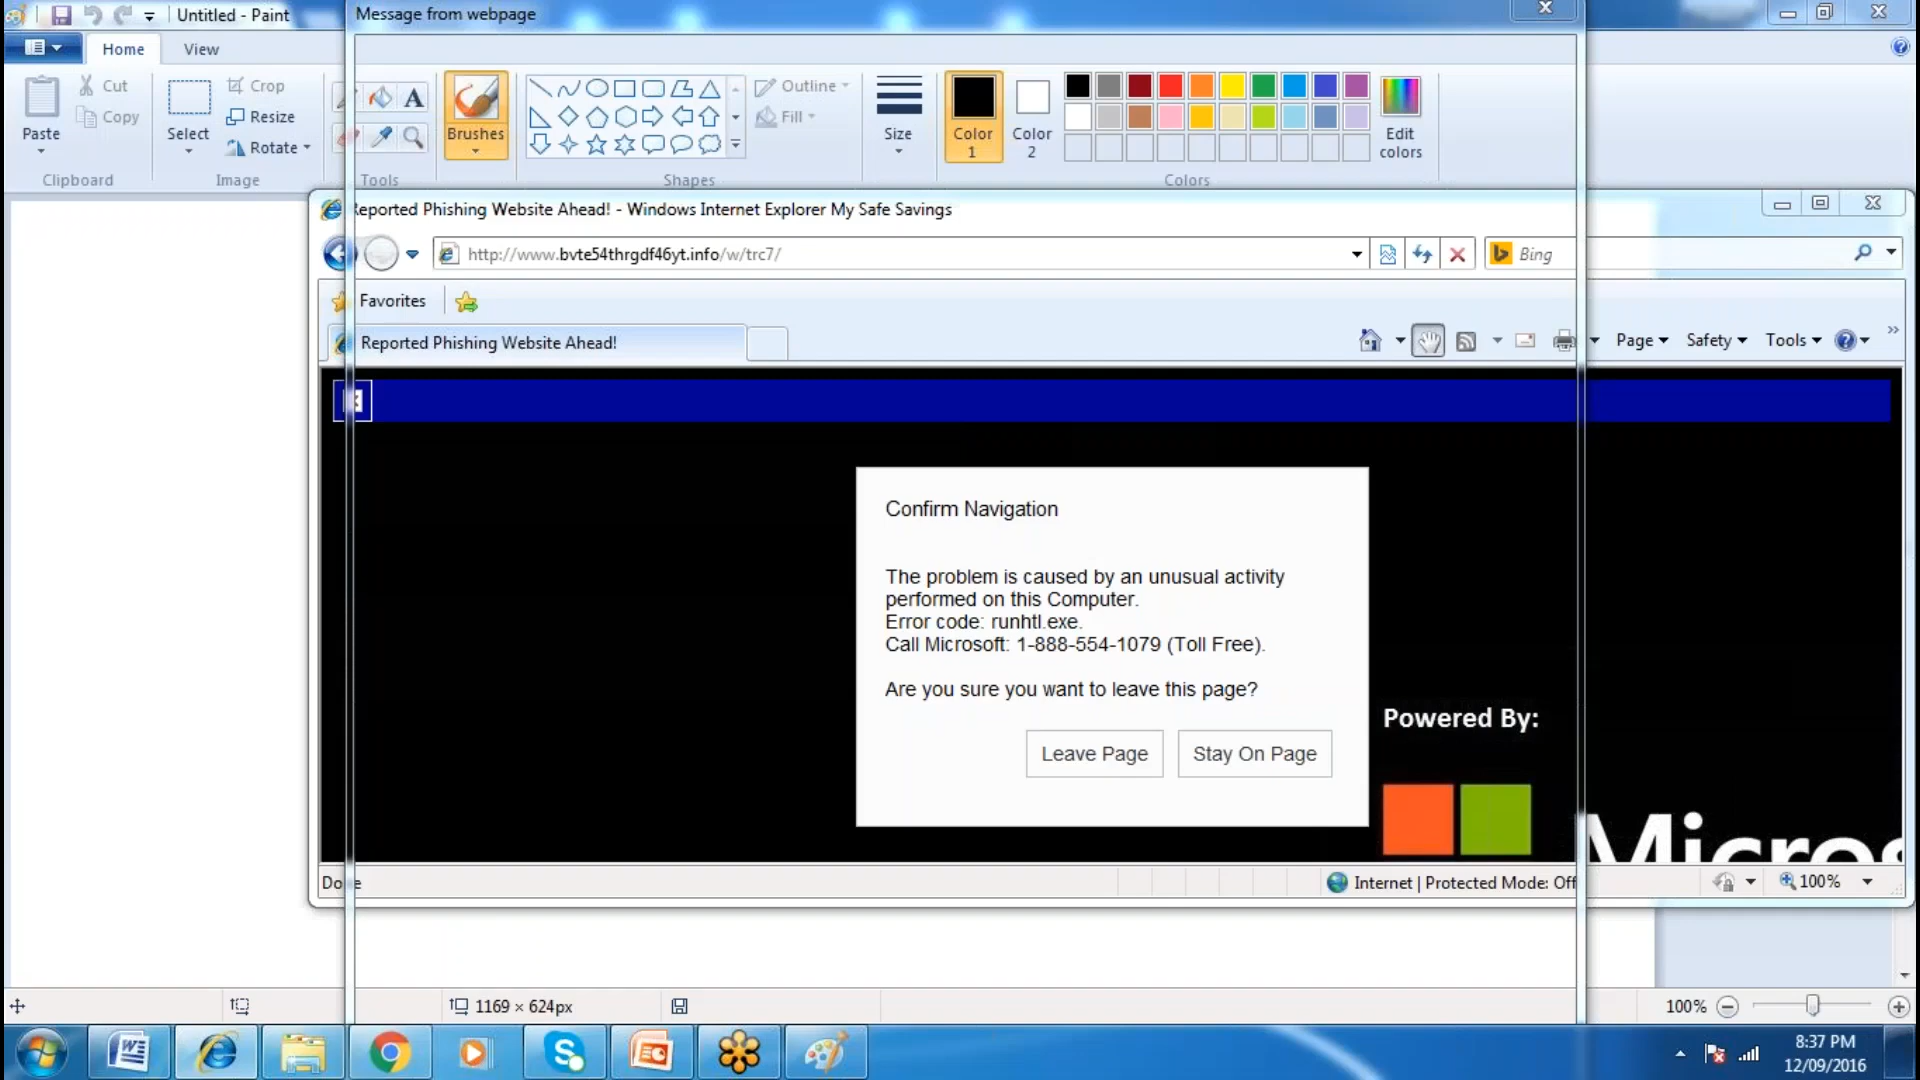 Untitled - Paint
Message from webpage
Home
View
Paste
Cut
Copy
Clipboard
Select
Crop
Resize
Rotate
Image
A
Tools
Brushes
Outline
Fill
Shapes
Size
Color
1
Color
2
Edit
colors
Colors
Reported Phishing Website Ahead! - Windows Internet Explorer My Safe Savings
http://www.bvte54thrgdf46yt.info/w/trc7/
Bing
Favorites
Reported Phishing Website Ahead!
Page
Safety
Tools
Confirm Navigation
The problem is caused by an unusual activity
performed on this Computer.
Error code: runhtl.exe.
Call Microsoft: 1-888-554-1079 (Toll Free).
Are you sure you want to leave this page?
Leave Page
Stay On Page
Powered By:
Micros
Done
Internet | Protected Mode: Off
100%
1169 × 624px
100%
8:37 PM
12/09/2016